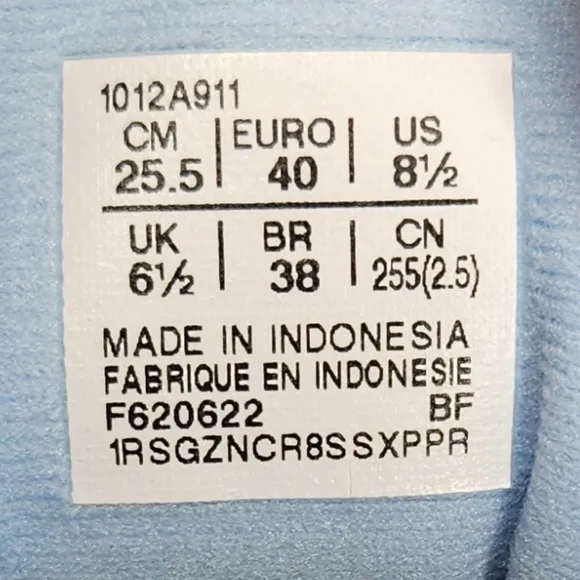 1012A911
CM | EURO | US
25.5 | 40 | 8½
UK | BR | CN
6½ | 38 | 255(2.5)
MADE IN INDONESIA
FABRIQUE EN INDONESIE
F620622 BF
1RSGZNCR8SSXPPR